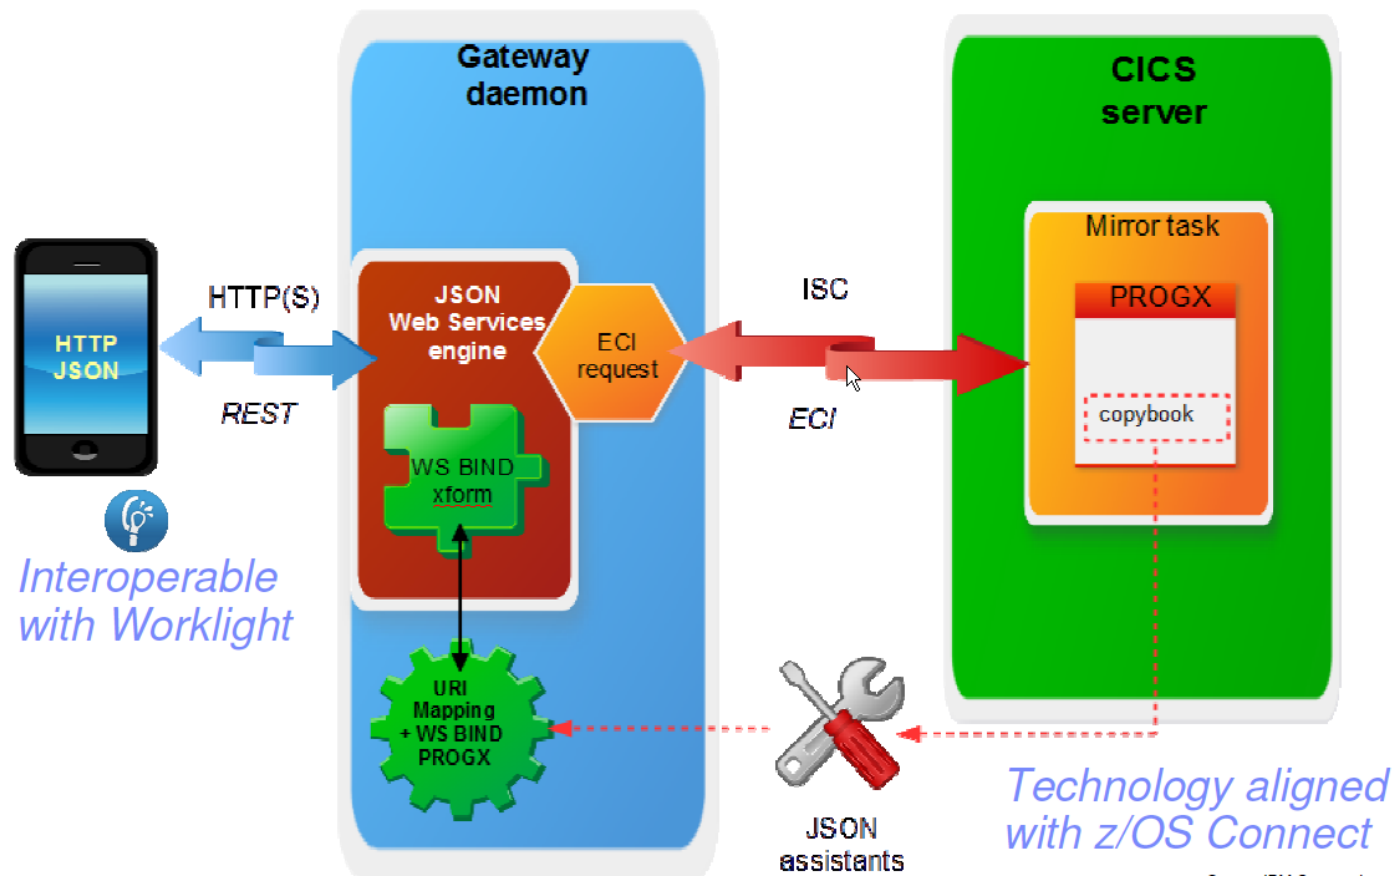 Gateway
daemon
CICS
server
Mirror task
PROGX
copybook
HTTP
JSON
HTTP(S)
REST
JSON
Web Services
engine
ECI
request
ISC
ECI
WS BIND
xform
Interoperable
with Worklight
URI
Mapping
+ WS BIND
PROGX
JSON
assistants
Technology aligned
with z/OS Connect